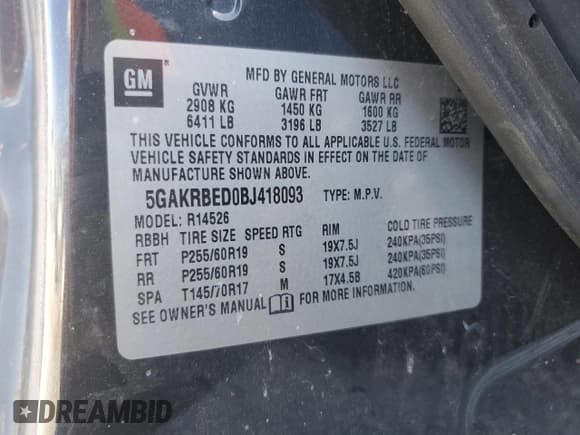 GM
MFD BY GENERAL MOTORS LLC
GVWR GAWR FRT GAWR RR
2908 KG 1450 KG 1600 KG
6411 LB 3196 LB 3527 LB
THIS VEHICLE CONFORMS TO ALL APPLICABLE U.S. FEDERAL MOTOR
VEHICLE SAFETY STANDARDS IN EFFECT ON THE DATE OF
MANUFACTURE SHOWN ABOVE.
5GAKRBED0BJ418093 TYPE: M.P.V.
MODEL: R14526
RBBH TIRE SIZE SPEED RTG RIM COLD TIRE PRESSURE
FRT P255/60R19 S 19X7.5J 240KPA(35PSI)
RR P255/60R19 S 19X7.5J 240KPA(35PSI)
SPA T145/70R17 M 17X4.5B 420KPA(60PSI)
SEE OWNER'S MANUAL FOR MORE INFORMATION.
DREAMBID